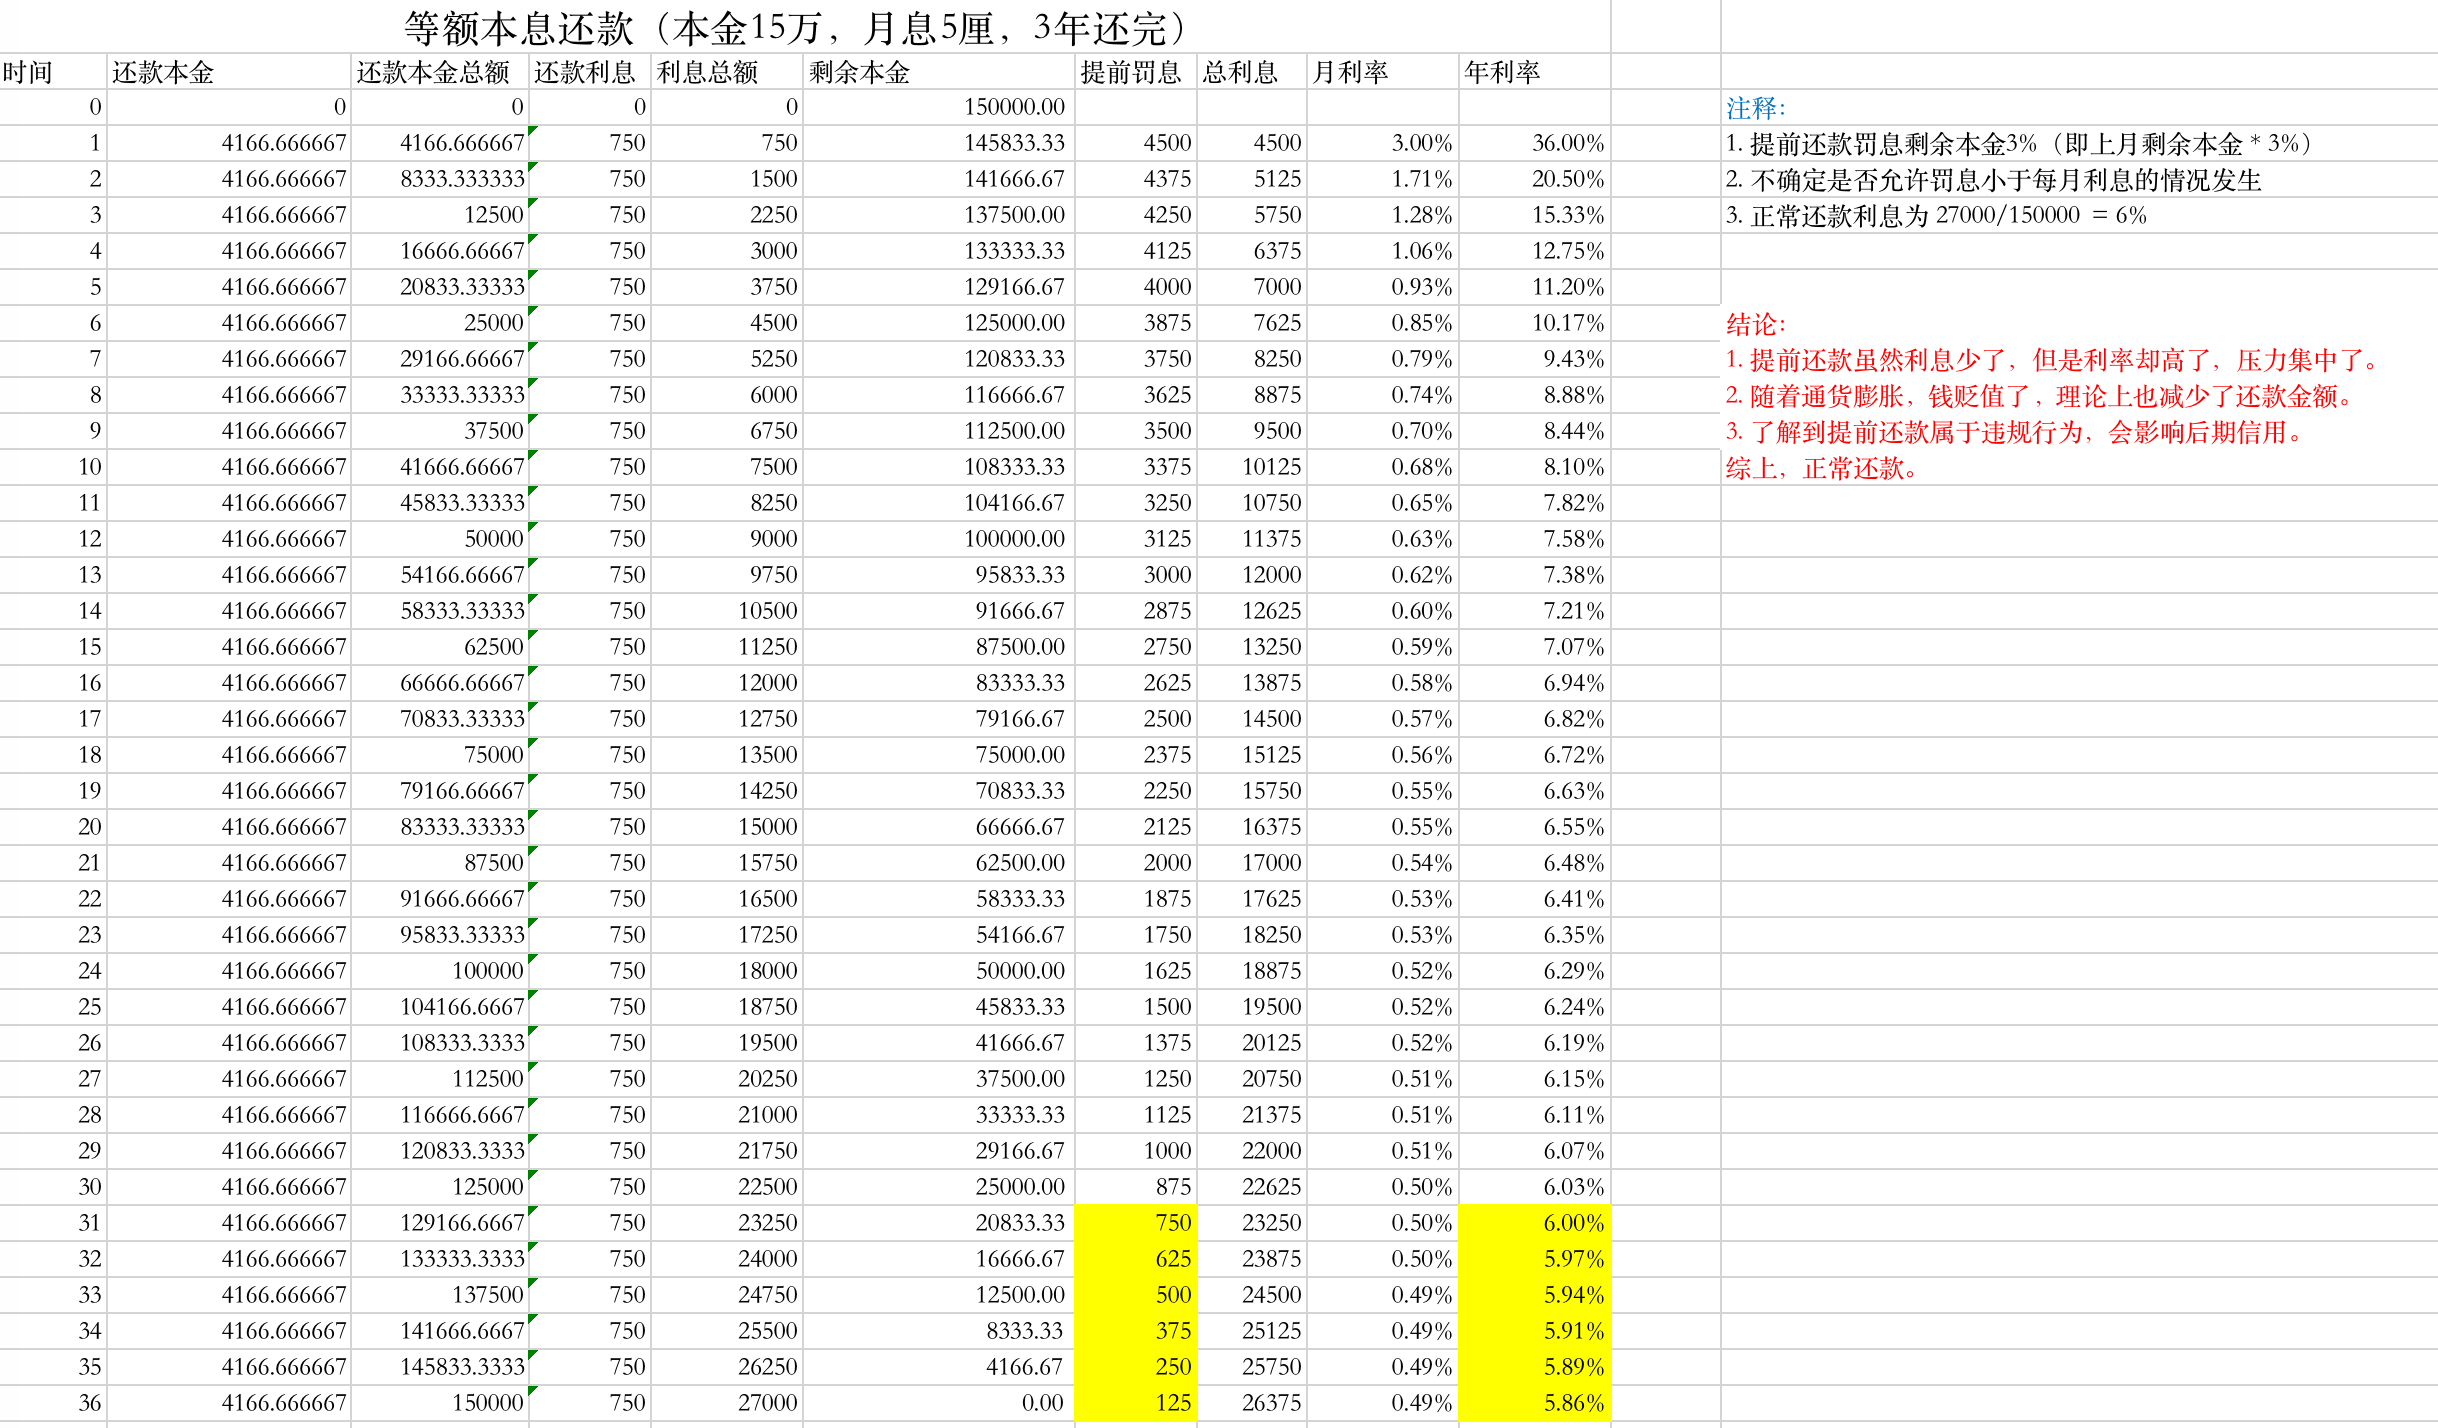 等额本息还款（本金15万，月息5厘，3年还完）
时间 还款本金 还款本金总额 还款利息 利息总额 剩余本金 提前罚息 总利息 月利率 年利率
0 0 0 0 0 150000.00 注释:
1 4166.666667 4166.666667 750 750 145833.33 4500 4500 3.00% 36.00% 1. 提前还款罚息剩余本金3%（即上月剩余本金 * 3%）
2 4166.666667 8333.333333 750 1500 141666.67 4375 5125 1.71% 20.50% 2. 不确定是否允许罚息小于每月利息的情况发生
3 4166.666667 12500 750 2250 137500.00 4250 5750 1.28% 15.33% 3. 正常还款利息为 27000/150000 = 6%
4 4166.666667 16666.66667 750 3000 133333.33 4125 6375 1.06% 12.75%
5 4166.666667 20833.33333 750 3750 129166.67 4000 7000 0.93% 11.20%
6 4166.666667 25000 750 4500 125000.00 3875 7625 0.85% 10.17% 结论:
7 4166.666667 29166.66667 750 5250 120833.33 3750 8250 0.79% 9.43% 1. 提前还款虽然利息少了，但是利率却高了，压力集中了。
8 4166.666667 33333.33333 750 6000 116666.67 3625 8875 0.74% 8.88% 2. 随着通货膨胀，钱贬值了，理论上也减少了还款金额。
9 4166.666667 37500 750 6750 112500.00 3500 9500 0.70% 8.44% 3. 了解到提前还款属于违规行为，会影响后期信用。
10 4166.666667 41666.66667 750 7500 108333.33 3375 10125 0.68% 8.10% 综上，正常还款。
11 4166.666667 45833.33333 750 8250 104166.67 3250 10750 0.65% 7.82%
12 4166.666667 50000 750 9000 100000.00 3125 11375 0.63% 7.58%
13 4166.666667 54166.66667 750 9750 95833.33 3000 12000 0.62% 7.38%
14 4166.666667 58333.33333 750 10500 91666.67 2875 12625 0.60% 7.21%
15 4166.666667 62500 750 11250 87500.00 2750 13250 0.59% 7.07%
16 4166.666667 66666.66667 750 12000 83333.33 2625 13875 0.58% 6.94%
17 4166.666667 70833.33333 750 12750 79166.67 2500 14500 0.57% 6.82%
18 4166.666667 75000 750 13500 75000.00 2375 15125 0.56% 6.72%
19 4166.666667 79166.66667 750 14250 70833.33 2250 15750 0.55% 6.63%
20 4166.666667 83333.33333 750 15000 66666.67 2125 16375 0.55% 6.55%
21 4166.666667 87500 750 15750 62500.00 2000 17000 0.54% 6.48%
22 4166.666667 91666.66667 750 16500 58333.33 1875 17625 0.53% 6.41%
23 4166.666667 95833.33333 750 17250 54166.67 1750 18250 0.53% 6.35%
24 4166.666667 100000 750 18000 50000.00 1625 18875 0.52% 6.29%
25 4166.666667 104166.6667 750 18750 45833.33 1500 19500 0.52% 6.24%
26 4166.666667 108333.3333 750 19500 41666.67 1375 20125 0.52% 6.19%
27 4166.666667 112500 750 20250 37500.00 1250 20750 0.51% 6.15%
28 4166.666667 116666.6667 750 21000 33333.33 1125 21375 0.51% 6.11%
29 4166.666667 120833.3333 750 21750 29166.67 1000 22000 0.51% 6.07%
30 4166.666667 125000 750 22500 25000.00 875 22625 0.50% 6.03%
31 4166.666667 129166.6667 750 23250 20833.33 750 23250 0.50% 6.00%
32 4166.666667 133333.3333 750 24000 16666.67 625 23875 0.50% 5.97%
33 4166.666667 137500 750 24750 12500.00 500 24500 0.49% 5.94%
34 4166.666667 141666.6667 750 25500 8333.33 375 25125 0.49% 5.91%
35 4166.666667 145833.3333 750 26250 4166.67 250 25750 0.49% 5.89%
36 4166.666667 150000 750 27000 0.00 125 26375 0.49% 5.86%